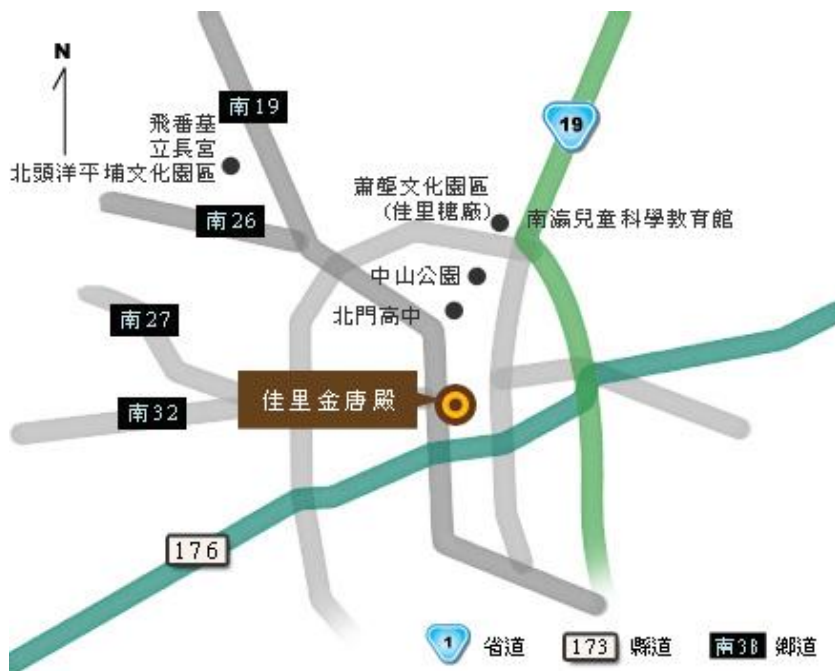 N
南19
19
飛番墓
立長宮
北頭洋平埔文化園區
蕭壠文化園區
(佳里糖廠)
南瀛兒童科學教育館
南26
中山公園
北門高中
南27
佳里金唐殿
南32
176
1 省道
173 縣道
南3B 鄉道